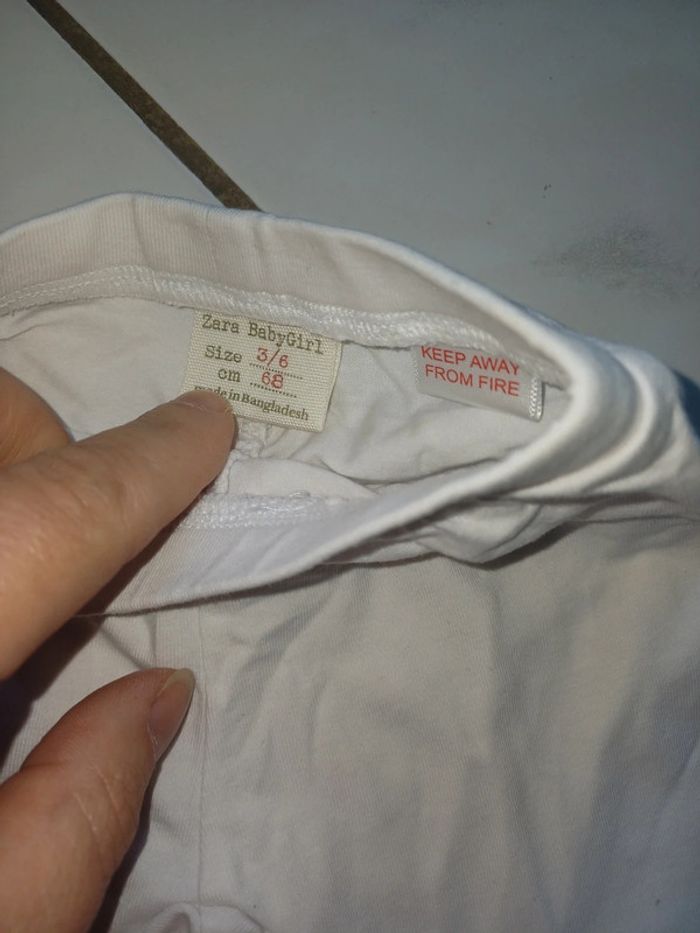 Zara BabyGirl
Size 3/6
cm 68
made in Bangladesh
KEEP AWAY
FROM FIRE